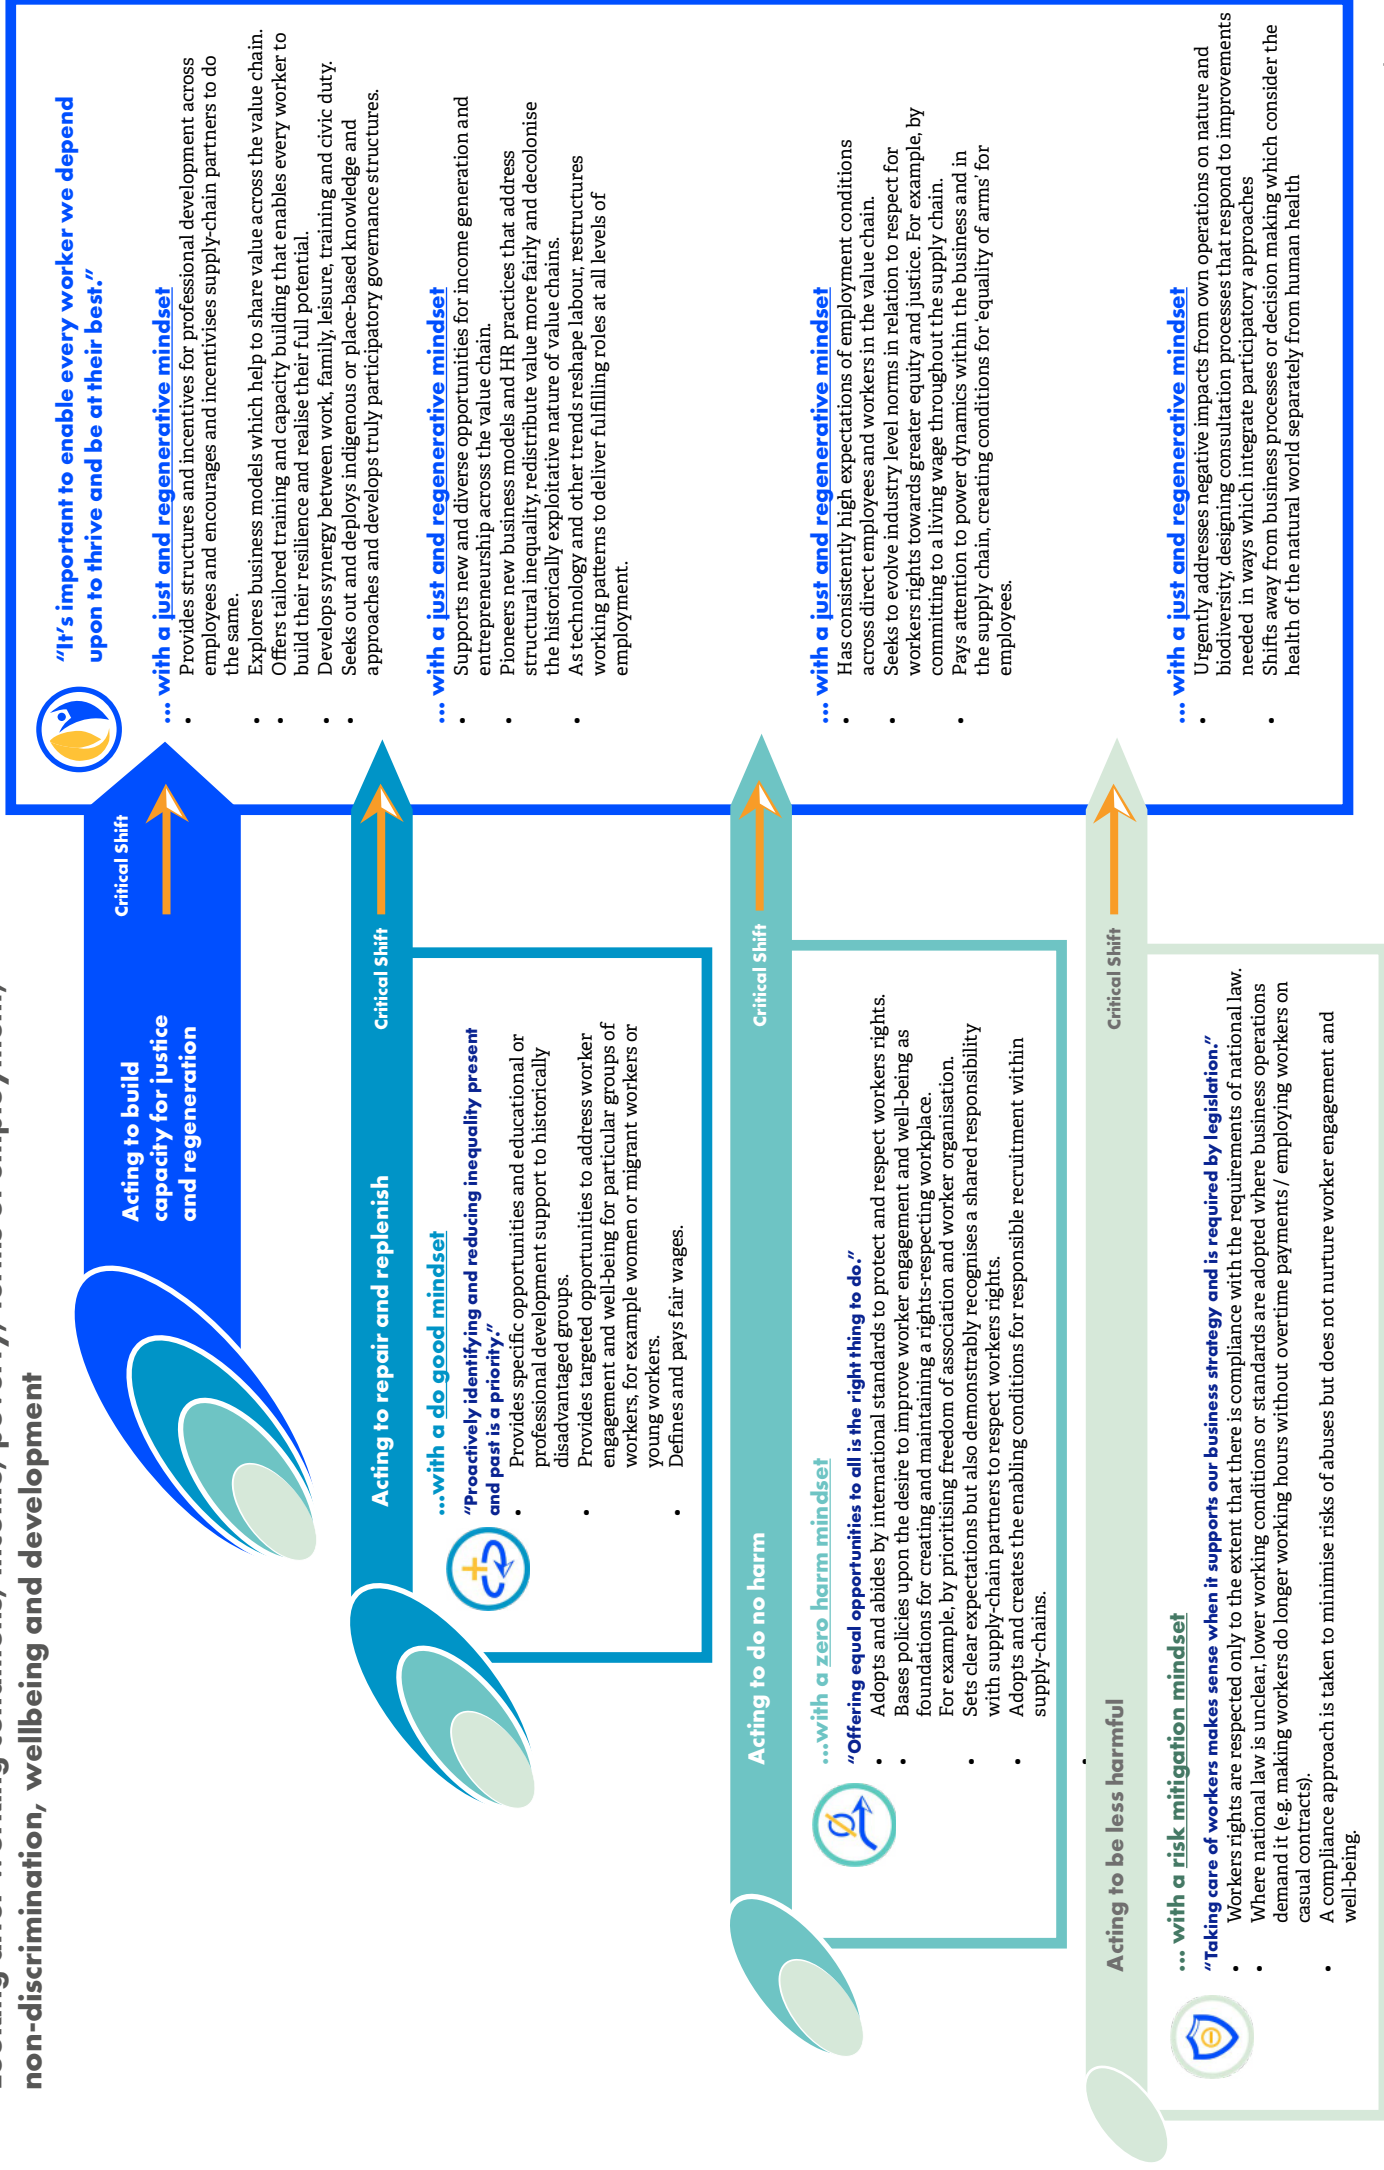 non-discrimination, wellbeing and development
Acting to build
capacity for justice
and regeneration
Critical Shift
“It’s important to enable every worker we depend
upon to thrive and be at their best.”
... with a just and regenerative mindset
• Provides structures and incentives for professional development across
employees and encourages and incentivises supply-chain partners to do
the same.
• Explores business models which help to share value across the value chain.
• Offers tailored training and capacity building that enables every worker to
build their resilience and realise their full potential.
• Develops synergy between work, family, leisure, training and civic duty.
• Seeks out and deploys indigenous or place-based knowledge and
approaches and develops truly participatory governance structures.
Acting to repair and replenish
Critical Shift
...with a do good mindset
“Proactively identifying and reducing inequality present
and past is a priority.”
• Provides specific opportunities and educational or
professional development support to historically
disadvantaged groups.
• Provides targeted opportunities to address worker
engagement and well-being for particular groups of
workers, for example women or migrant workers or
young workers.
• Defines and pays fair wages.
... with a just and regenerative mindset
• Supports new and diverse opportunities for income generation and
entrepreneurship across the value chain.
• Pioneers new business models and HR practices that address
structural inequality, redistribute value more fairly and decolonise
the historically exploitative nature of value chains.
• As technology and other trends reshape labour, restructures
working patterns to deliver fulfilling roles at all levels of
employment.
Acting to do no harm
Critical Shift
...with a zero harm mindset
“Offering equal opportunities to all is the right thing to do.”
• Adopts and abides by international standards to protect and respect workers rights.
• Bases policies upon the desire to improve worker engagement and well-being as
foundations for creating and maintaining a rights-respecting workplace.
For example, by prioritising freedom of association and worker organisation.
• Sets clear expectations but also demonstrably recognises a shared responsibility
with supply-chain partners to respect workers rights.
• Adopts and creates the enabling conditions for responsible recruitment within
supply-chains.
•
... with a just and regenerative mindset
• Has consistently high expectations of employment conditions
across direct employees and workers in the value chain.
• Seeks to evolve industry level norms in relation to respect for
workers rights towards greater equity and justice. For example, by
committing to a living wage throughout the supply chain.
• Pays attention to power dynamics within the business and in
the supply chain, creating conditions for ‘equality of arms’ for
employees.
Acting to be less harmful
Critical Shift
... with a risk mitigation mindset
“Taking care of workers makes sense when it supports our business strategy and is required by legislation.”
• Workers rights are respected only to the extent that there is compliance with the requirements of national law.
• Where national law is unclear, lower working conditions or standards are adopted where business operations
demand it (e.g. making workers do longer working hours without overtime payments / employing workers on
casual contracts).
• A compliance approach is taken to minimise risks of abuses but does not nurture worker engagement and
well-being.
... with a just and regenerative mindset
• Urgently addresses negative impacts from own operations on nature and
biodiversity, designing consultation processes that respond to improvements
needed in ways which integrate participatory approaches
• Shifts away from business processes or decision making which consider the
health of the natural world separately from human health